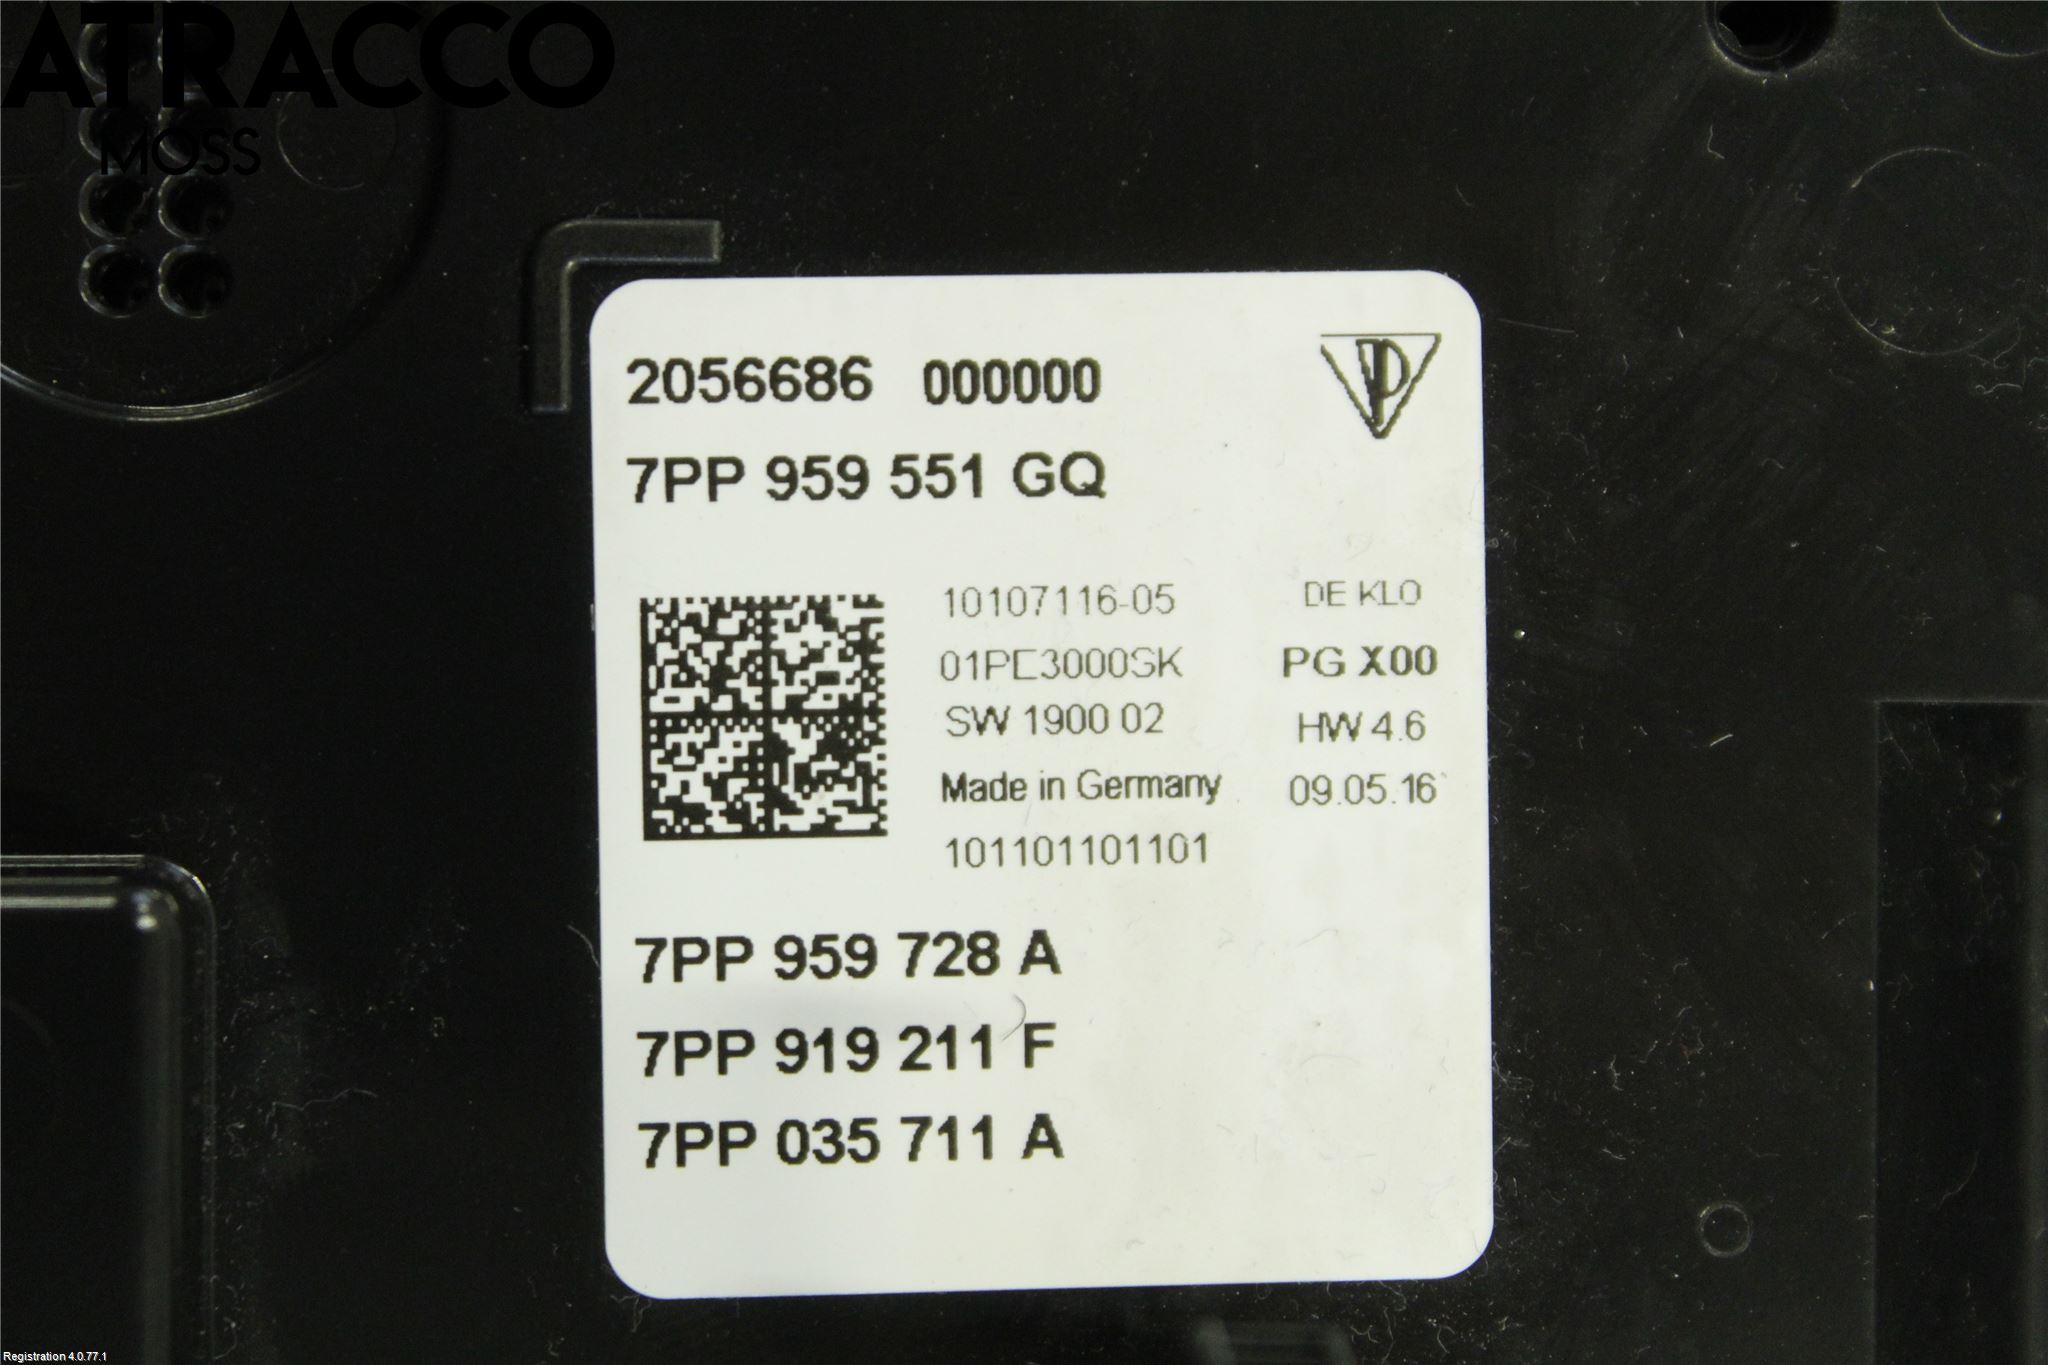 ATRACCO
MOSS
2056686 000000
7PP 959 551 GQ
10107116-05 DE KLO
01PE3000SK PG X00
SW 1900 02 HW 4.6
Made in Germany 09.05.16
101101101101
7PP 959 728 A
7PP 919 211 F
7PP 035 711 A
Registration 4.0.77.1